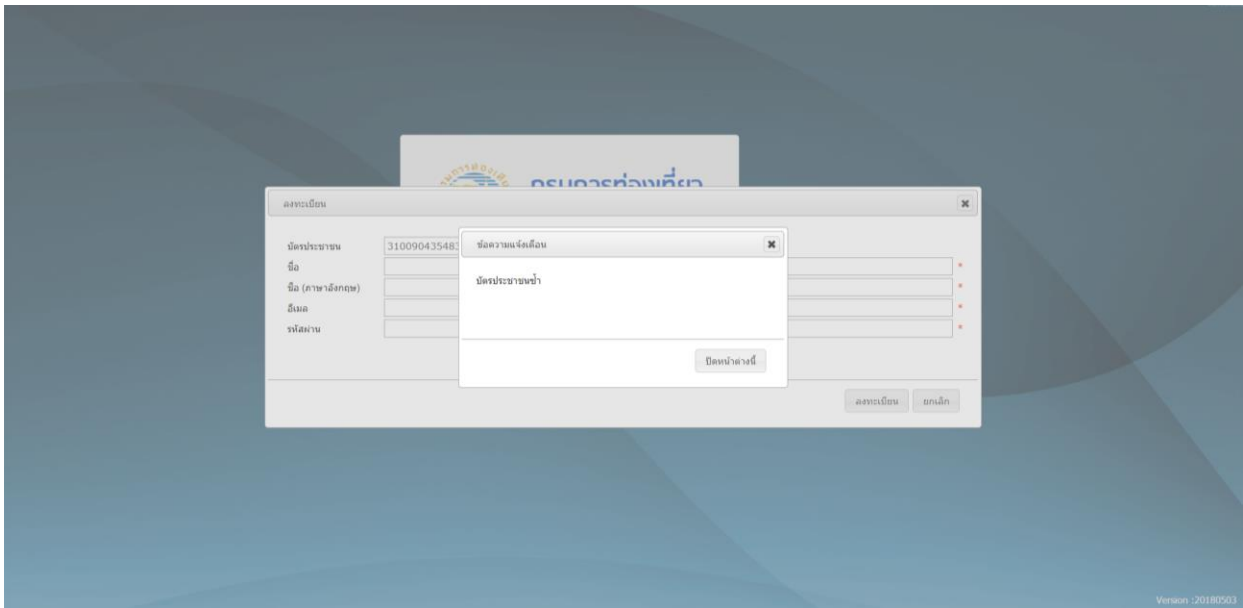 กรมการท่องเที่ยว
ลงทะเบียน
บัตรประชาชน
310090435483
ชื่อ
*
ชื่อ (ภาษาอังกฤษ)
*
อีเมล
*
รหัสผ่าน
*
ข้อความแจ้งเตือน
บัตรประชาชนซ้ำ
ปิดหน้าต่างนี้
ลงทะเบียน ยกเลิก
Version :20180503